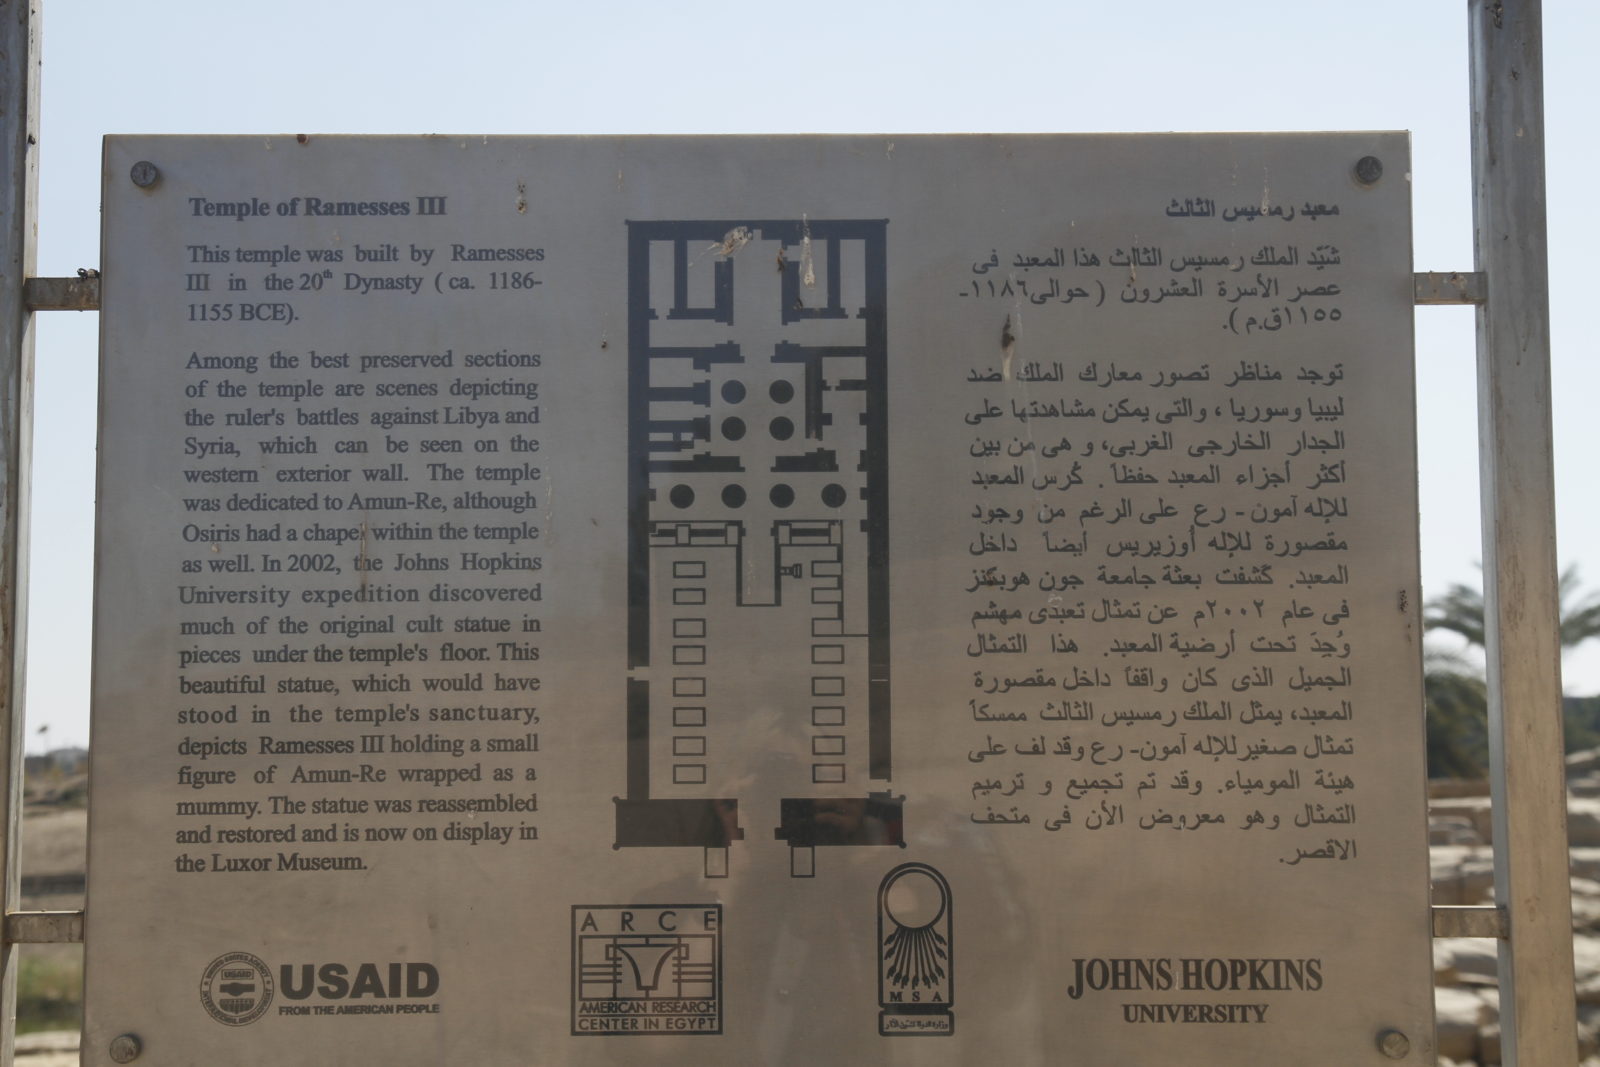 Temple of Ramesses III
This temple was built by Ramesses
III in the 20th Dynasty ( ca. 1186-
1155 BCE).
Among the best preserved sections
of the temple are scenes depicting
the ruler's battles against Libya and
Syria, which can be seen on the
western exterior wall. The temple
was dedicated to Amun-Re, although
Osiris had a chapel within the temple
as well. In 2002, the Johns Hopkins
University expedition discovered
much of the original cult statue in
pieces under the temple's floor. This
beautiful statue, which would have
stood in the temple's sanctuary,
depicts Ramesses III holding a small
figure of Amun-Re wrapped as a
mummy. The statue was reassembled
and restored and is now on display in
the Luxor Museum.
معبد رمسيس الثالث
شَيّد الملك رمسيس الثالث هذا المعبد فى
عصر الأسرة العشرون ( حوالى١١٨٦-
١١٥٥ق.م ).
توجد مناظر تصور معارك الملك ضد
ليبيا وسوريا ، والتى يمكن مشاهدتها على
الجدار الخارجى الغربى، و هى من بين
أكثر أجزاء المعبد حفظاً . كُرس المعبد
للإله آمون - رع على الرغم من وجود
مقصورة للإله أوزيريس أيضاً داخل
المعبد. كَشفت بعثة جامعة جون هوبكنز
فى عام ٢٠٠٢م عن تمثال تعبدى مهشم
وُجِدَ تحت أرضية المعبد. هذا التمثال
الجميل الذى كان واقفاً داخل مقصورة
المعبد، يمثل الملك رمسيس الثالث ممسكاً
تمثال صغيرللإله آمون- رع وقد لف على
هيئة المومياء. وقد تم تجميع و ترميم
التمثال وهو معروض الأن فى متحف
الاقصر.
USAID
FROM THE AMERICAN PEOPLE
UNITED STATES AGENCY
INTERNATIONAL DEVELOPMENT
USAID
ARCE
AMERICAN RESEARCH
CENTER IN EGYPT
MSA
JOHNS HOPKINS
UNIVERSITY